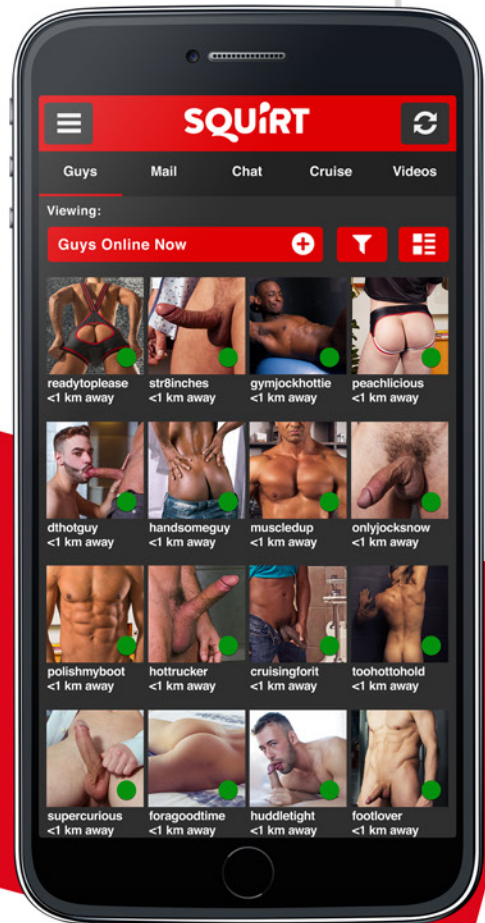 SQUIRT
Guys Mail Chat Cruise Videos
Viewing:
Guys Online Now
readytoplease str8inches gymjockhottie peachlicious
<1 km away <1 km away <1 km away <1 km away
dthotguy handsomeguy muscledup onlyjocksnow
<1 km away <1 km away <1 km away <1 km away
polishmyboot hottrucker cruisingforit toohottohold
<1 km away <1 km away <1 km away <1 km away
supercurious foragoodtime huddletight footlover
<1 km away <1 km away <1 km away <1 km away